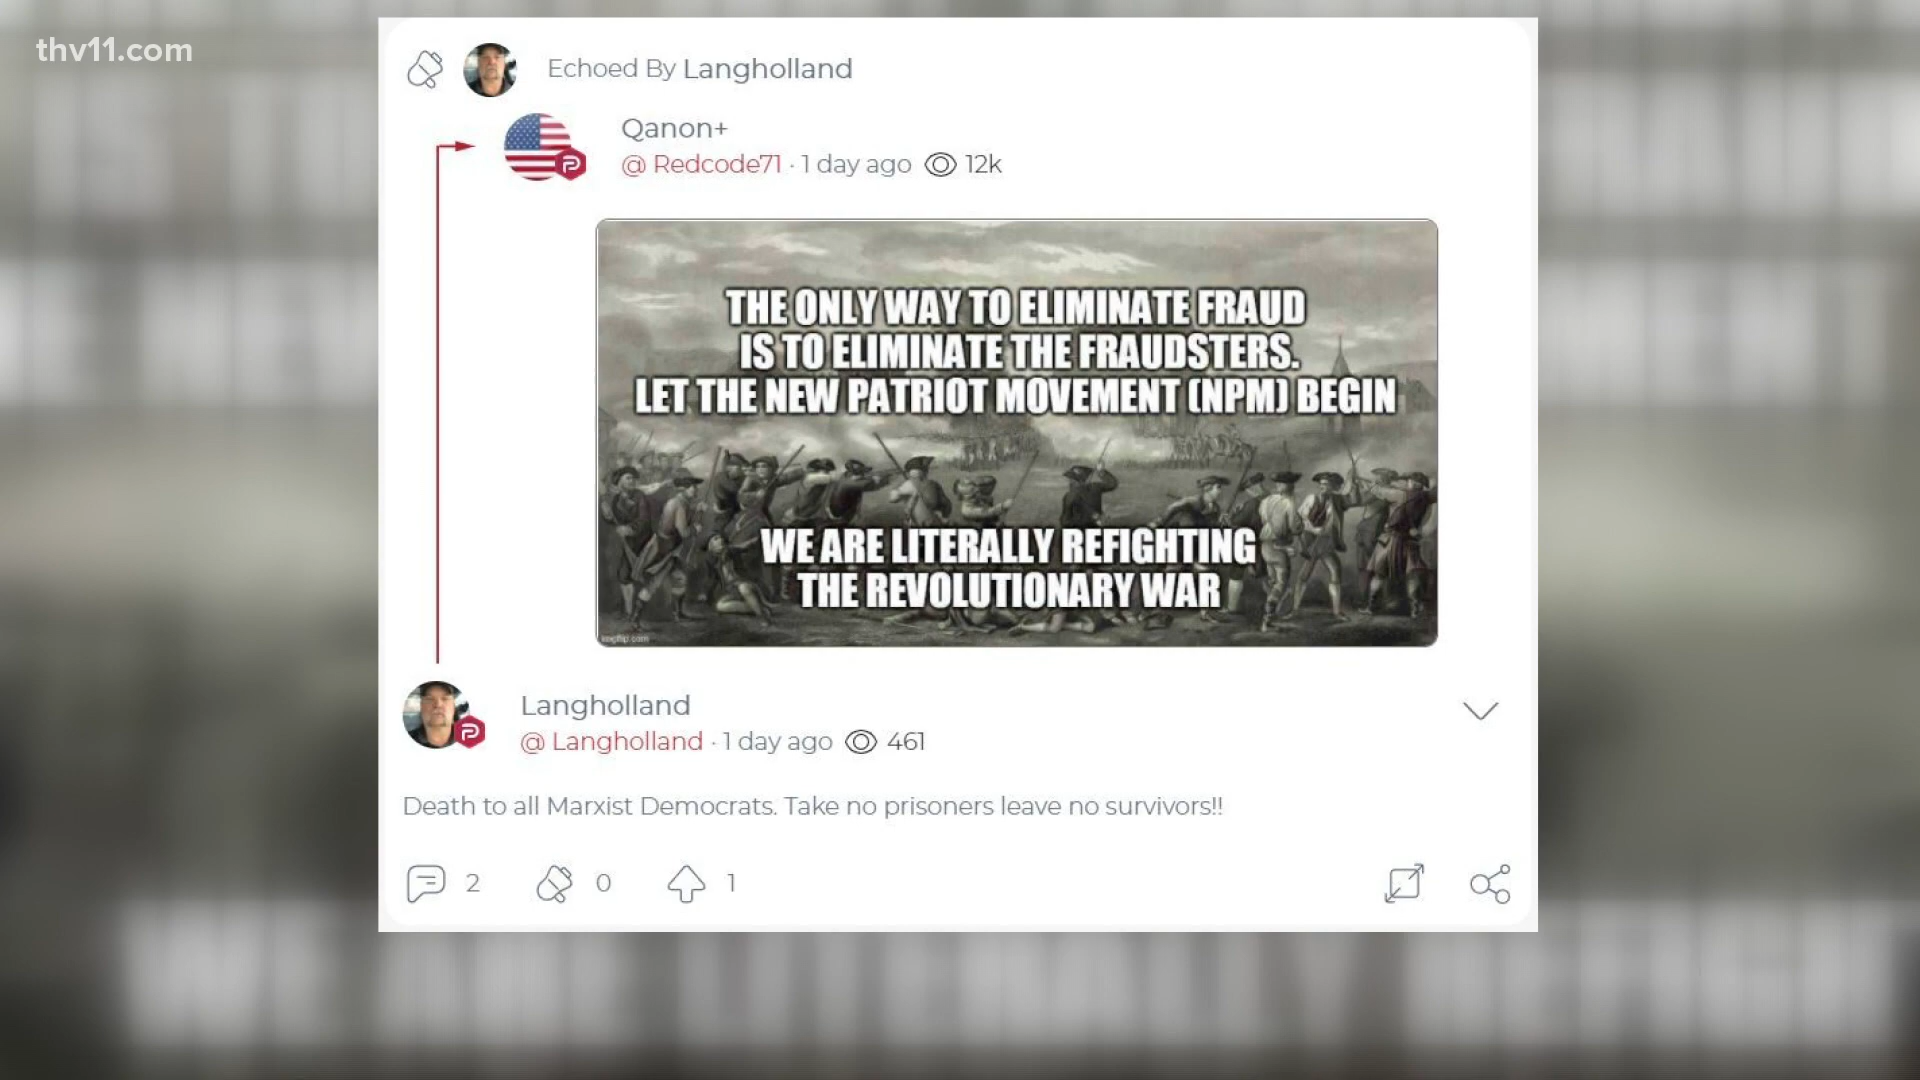 thv11.com
Echoed By Langholland
Qanon+
@ Redcode71 · 1 day ago 12k
THE ONLY WAY TO ELIMINATE FRAUD
IS TO ELIMINATE THE FRAUDSTERS.
LET THE NEW PATRIOT MOVEMENT (NPM) BEGIN
WE ARE LITERALLY REFIGHTING
THE REVOLUTIONARY WAR
imgflip.com
Langholland
@ Langholland · 1 day ago 461
Death to all Marxist Democrats. Take no prisoners leave no survivors!!
2 0 1